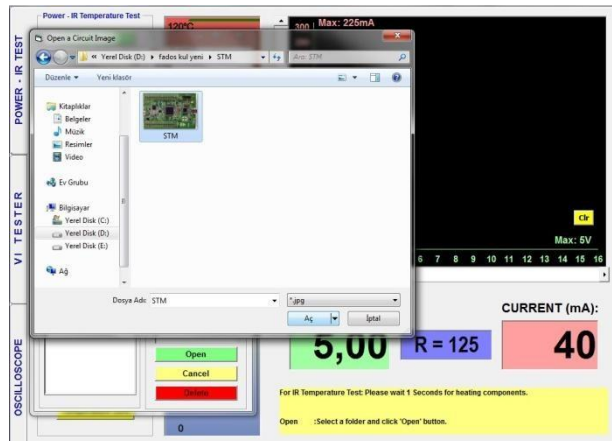 Power - IR Temperature Test
120°C
300
Max: 225mA
Open a Circuit Image
« Yerel Disk (D:) ▸ fados kul yeni ▸ STM
Ara: STM
Düzenle
Yeni klasör
Kitaplıklar
Belgeler
Müzik
Resimler
Video
Ev Grubu
Bilgisayar
Yerel Disk (C:)
Yerel Disk (D:)
Yerel Disk (E:)
Ağ
STM
Dosya Adı: STM
*.jpg
Aç
İptal
POWER - IR TEST
VI TESTER
OSCILLOSCOPE
Clr
Max: 5V
6 7 8 9 10 11 12 13 14 15 16
Open
Cancel
Delete
0
5,00
R = 125
CURRENT (mA):
40
For IR Temperature Test: Please wait 1 Seconds for heating components.
Open :Select a folder and click 'Open' button.